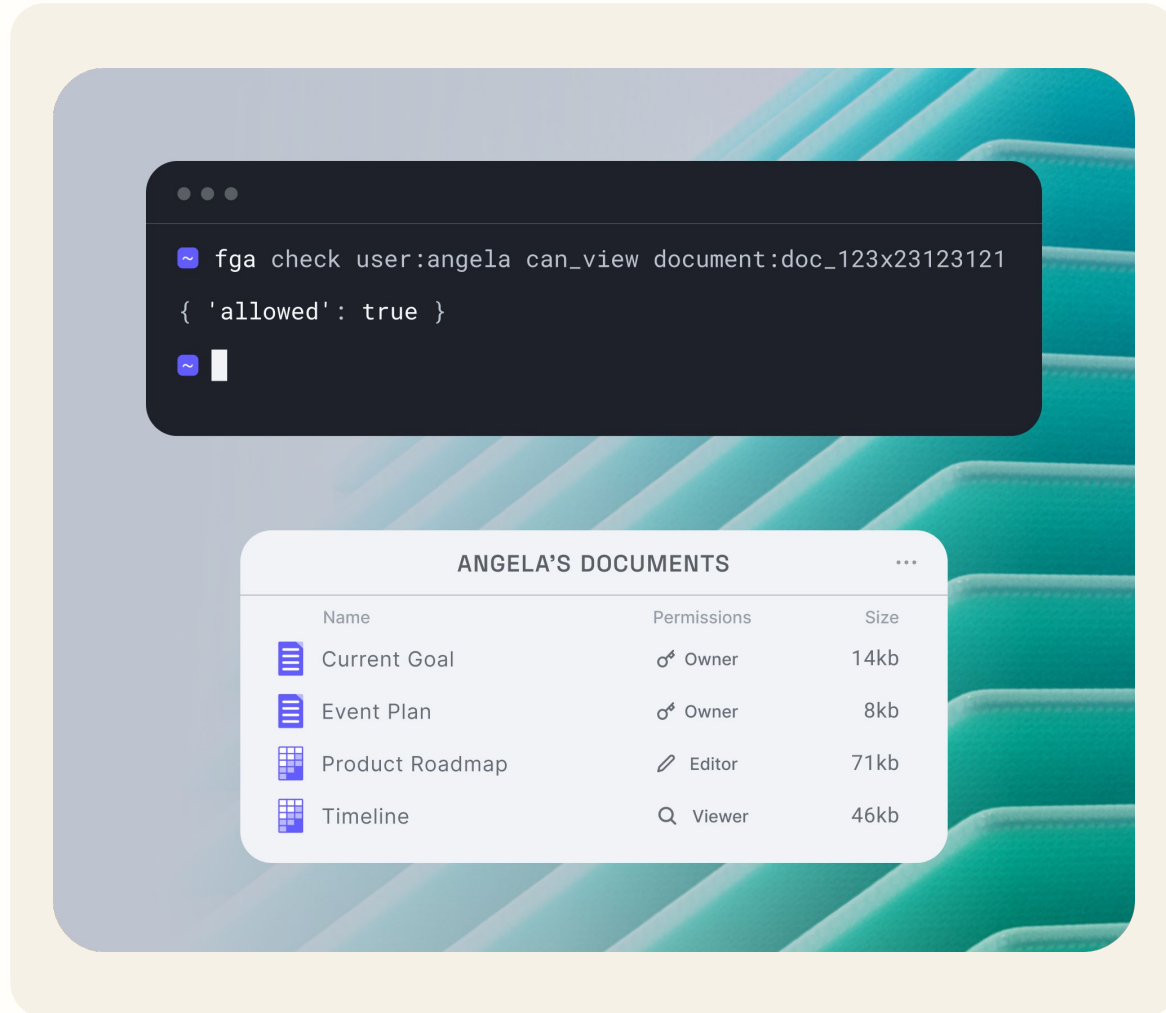 ~ fga check user:angela can_view document:doc_123x23123121
{ 'allowed': true }
~
ANGELA’S DOCUMENTS
Name Permissions Size
Current Goal Owner 14kb
Event Plan Owner 8kb
Product Roadmap Editor 71kb
Timeline Viewer 46kb